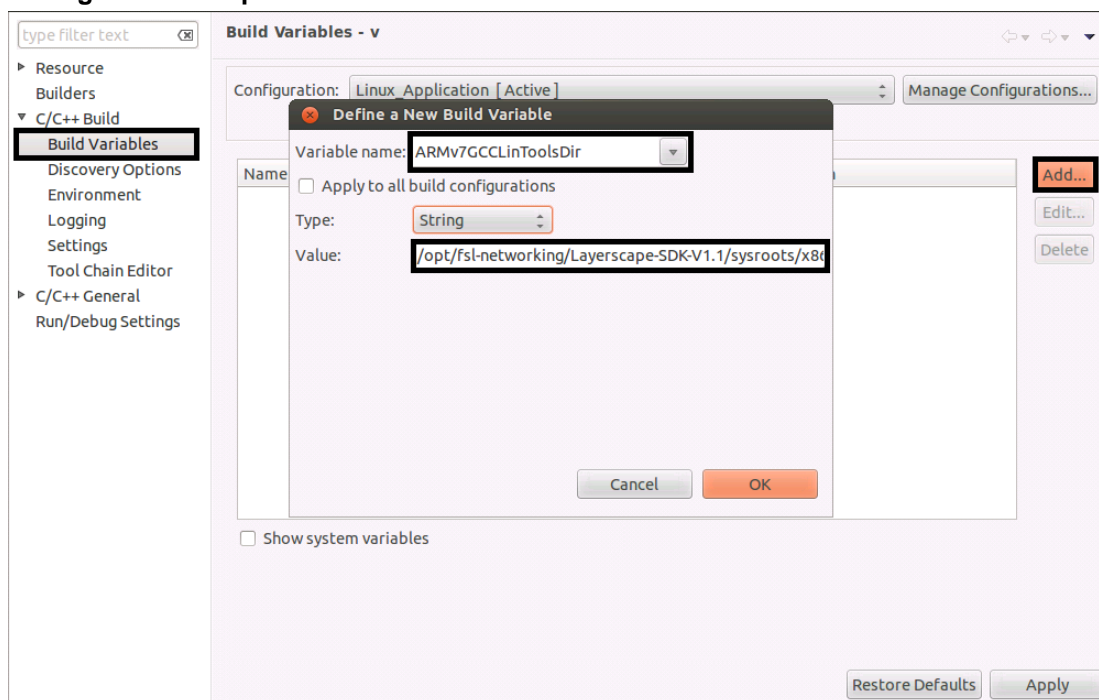 type filter text
Resource
Builders
C/C++ Build
Build Variables
Discovery Options
Environment
Logging
Settings
Tool Chain Editor
C/C++ General
Run/Debug Settings
Build Variables - v
Configuration: Linux_Application [ Active ]
Manage Configurations...
Define a New Build Variable
Variable name: ARMv7GCCLinToolsDir
Apply to all build configurations
Type: String
Value: /opt/fsl-networking/Layerscape-SDK-V1.1/sysroots/x86
Cancel
OK
Name
Add...
Edit...
Delete
Show system variables
Restore Defaults
Apply